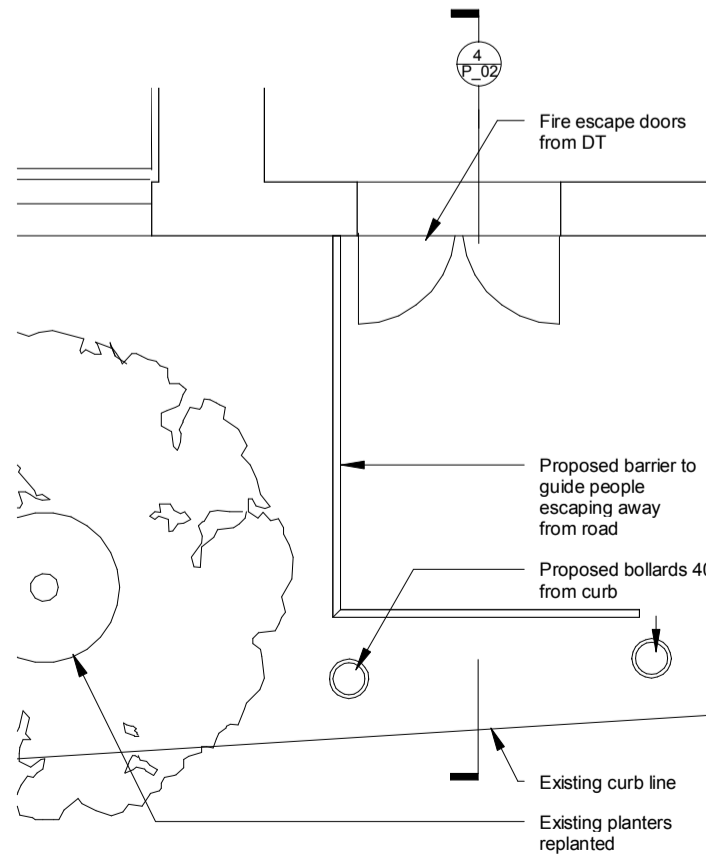 4
P_02
Fire escape doors
from DT
Proposed barrier to
guide people
escaping away
from road
Proposed bollards 40
from curb
Existing curb line
Existing planters
replanted